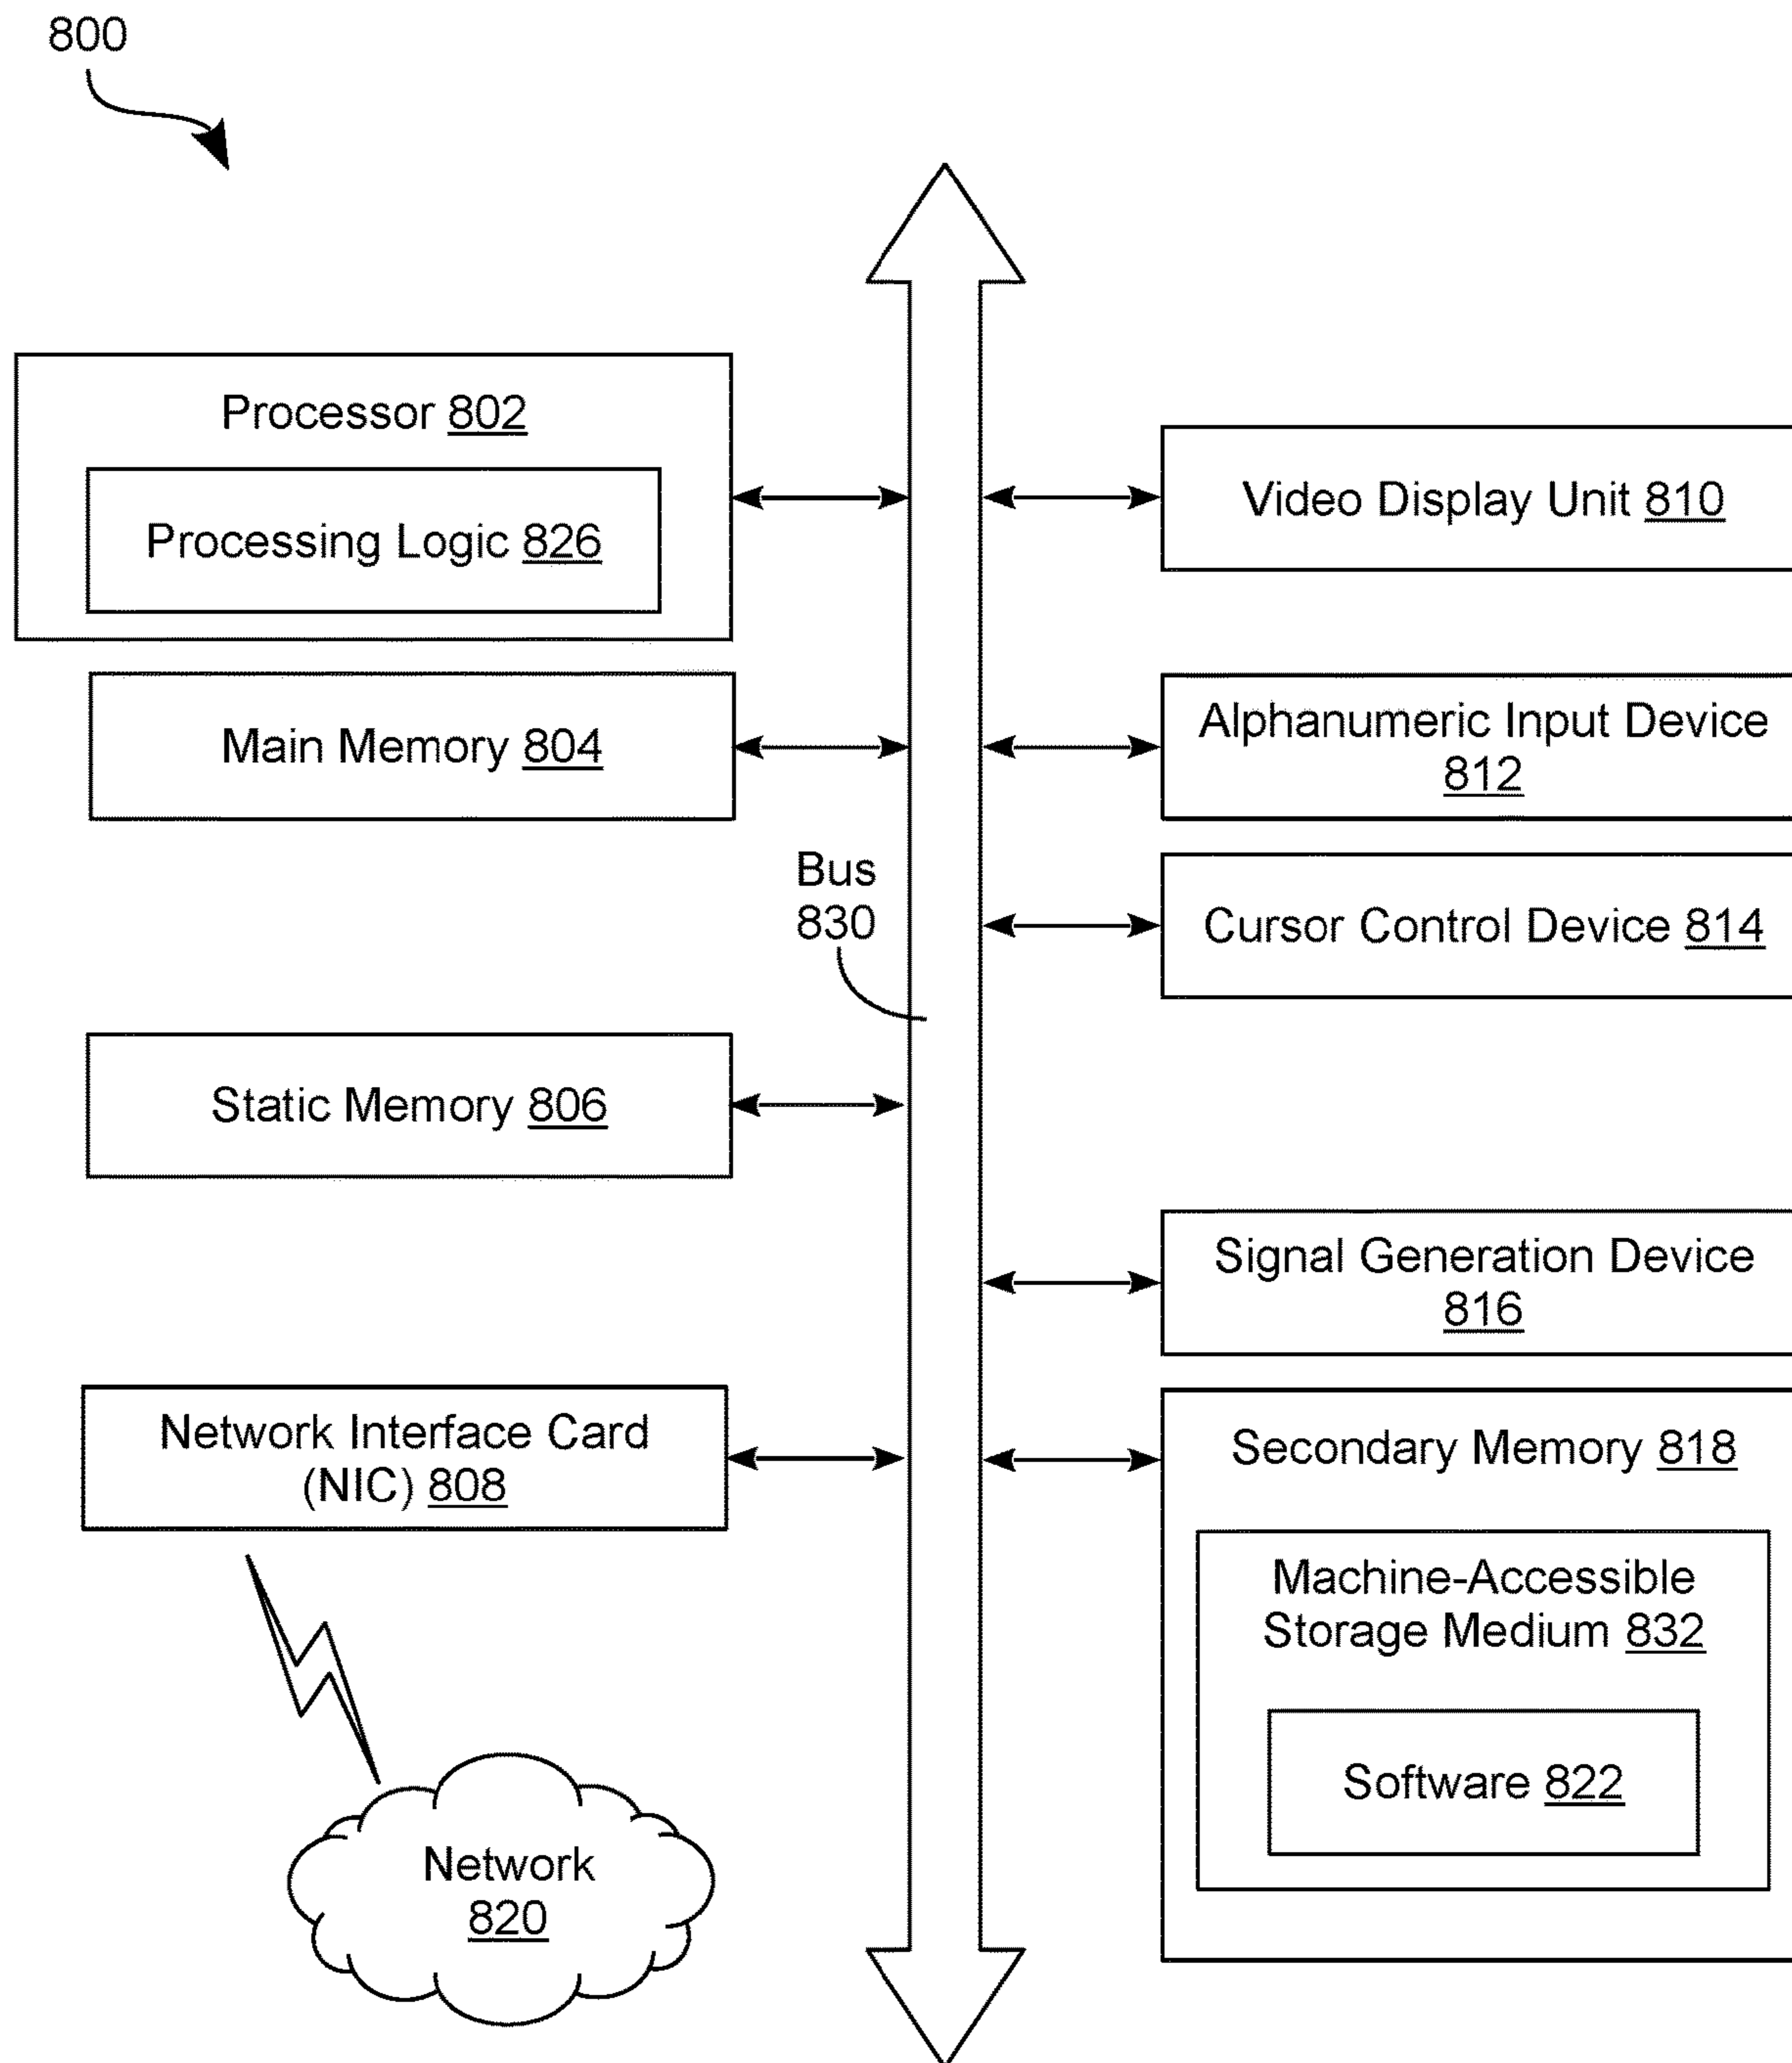 800
Processor 802
Processing Logic 826
Video Display Unit 810
Main Memory 804
Alphanumeric Input Device
812
Bus
830
Cursor Control Device 814
Static Memory 806
Signal Generation Device
816
Network Interface Card
(NIC) 808
Secondary Memory 818
Machine-Accessible
Storage Medium 832
Software 822
Network
820